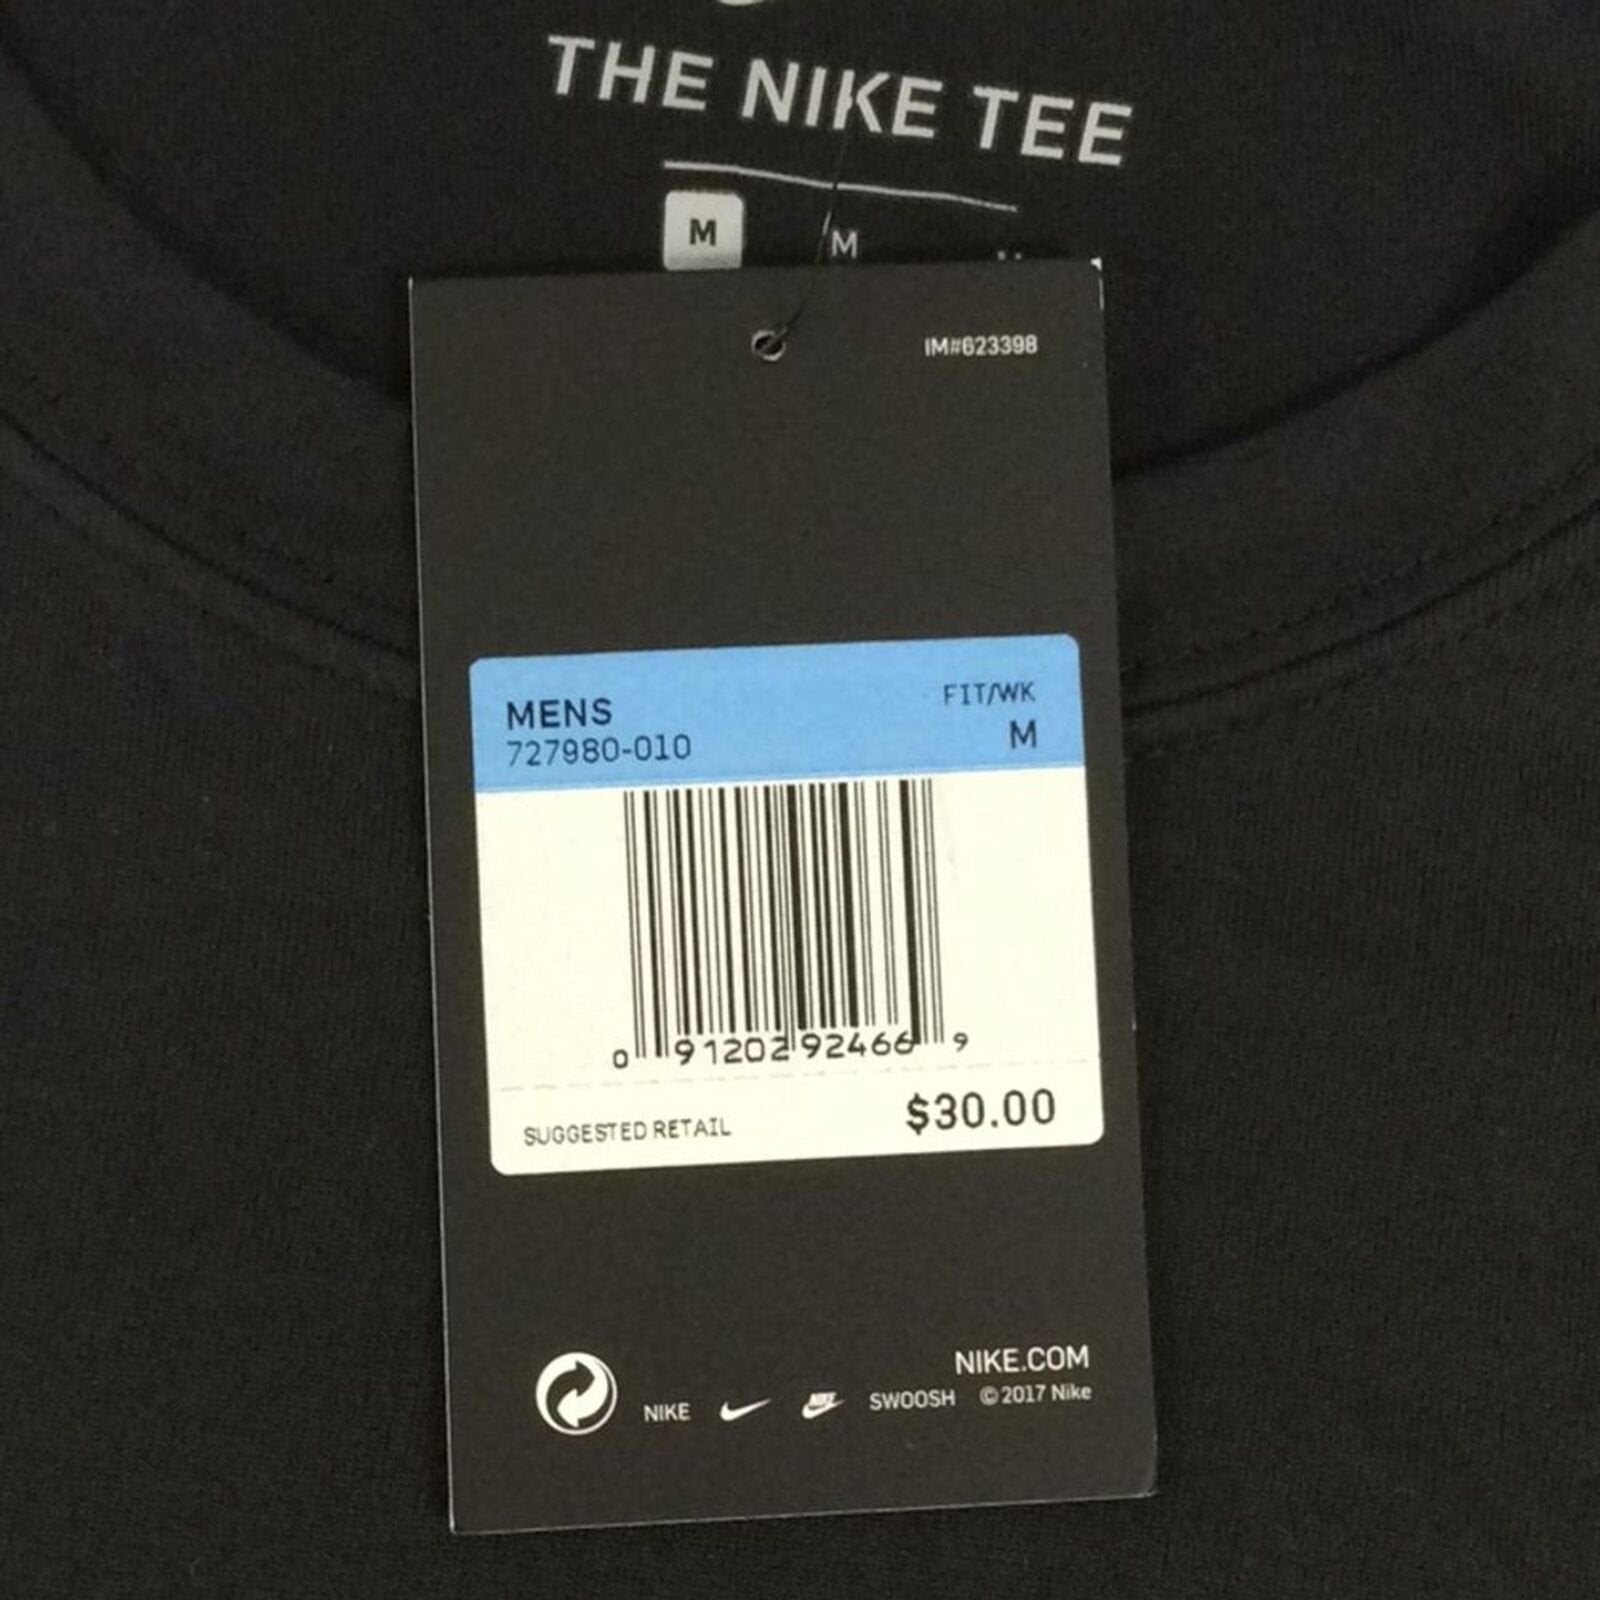 THE NIKE TEE
M M
IM#623398
MENS FIT/WK
727980-010 M
0 91202 92466 9
SUGGESTED RETAIL $30.00
NIKE.COM
NIKE NIKE SWOOSH ©2017 Nike